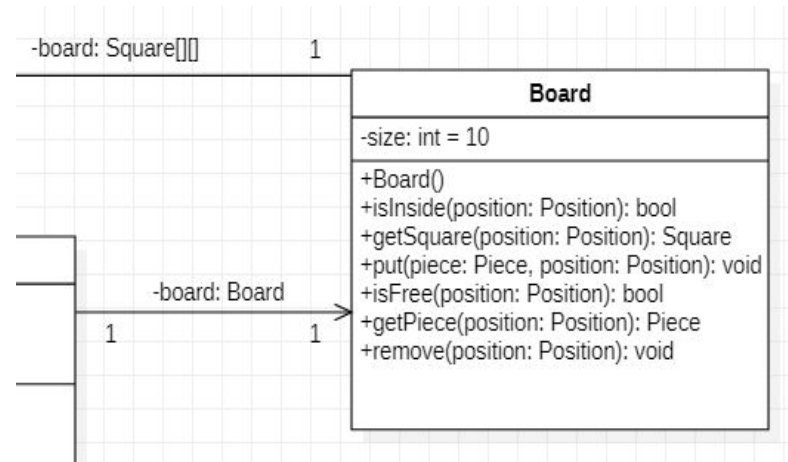 -board: Square[][]
1
Board
-size: int = 10
+Board()
+isInside(position: Position): bool
+getSquare(position: Position): Square
+put(piece: Piece, position: Position): void
+isFree(position: Position): bool
+getPiece(position: Position): Piece
+remove(position: Position): void
-board: Board
1
1